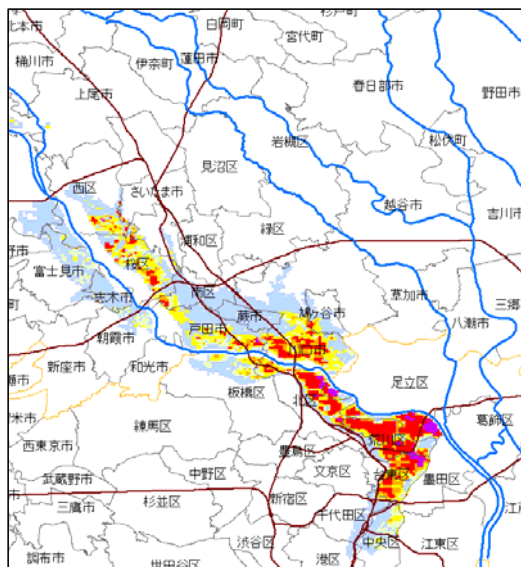 白岡町
宮代町
桶川市
伊奈町
蓮田市
春日部市
野田市
上尾市
松伏町
岩槻区
見沼区
西区
さいたま市
越谷市
吉川市
緑区
浦和区
桜区
富士見市
南区
志木市
草加市
三郷
鳩ヶ谷市
蕨市
戸田市
八潮市
朝霞市
新座市
和光市
足立区
板橋区
北区
葛飾区
練馬区
荒川区
西東京市
豊島区
文京区
台東区
墨田区
中野区
武蔵野市
新宿区
杉並区
三鷹市
千代田区
渋谷区
中央区
江東区
港区
調布市